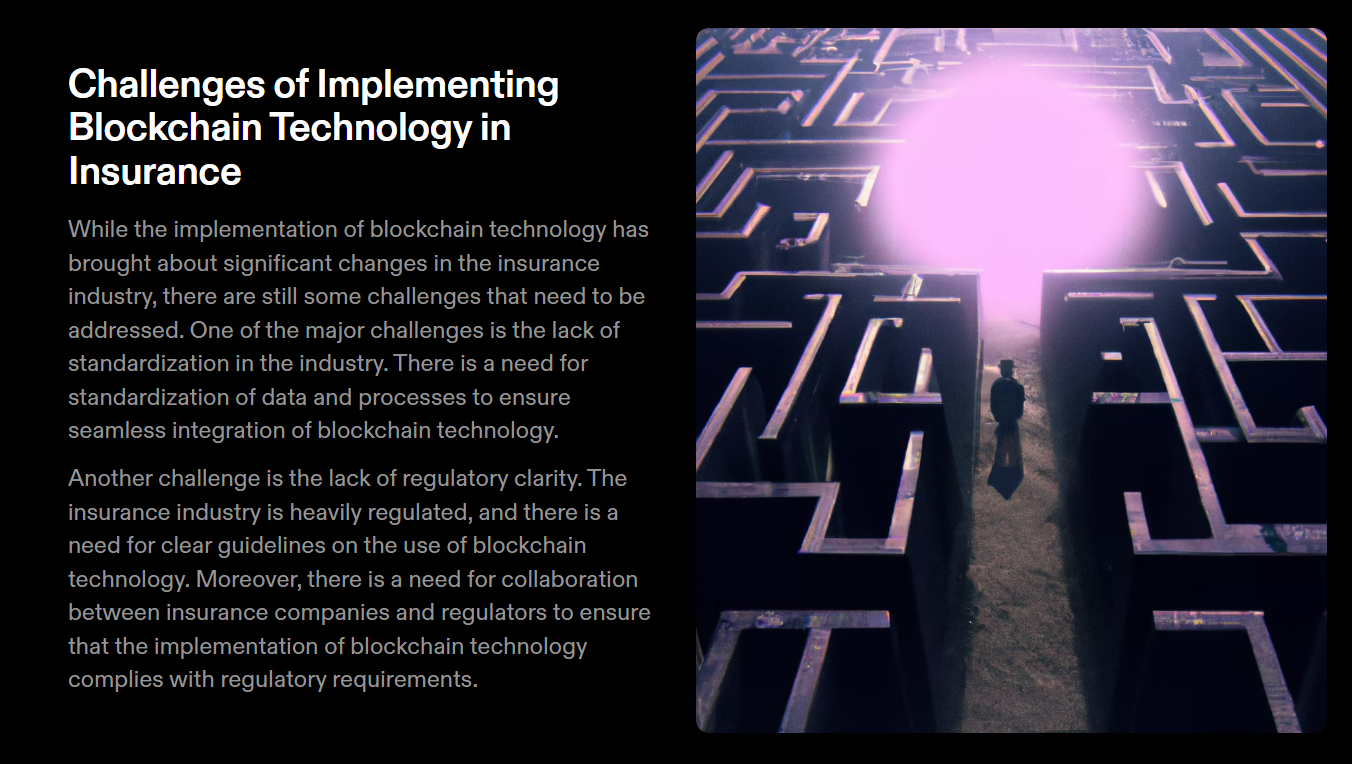 Challenges of Implementing
Blockchain Technology in
Insurance
While the implementation of blockchain technology has
brought about significant changes in the insurance
industry, there are still some challenges that need to be
addressed. One of the major challenges is the lack of
standardization in the industry. There is a need for
standardization of data and processes to ensure
seamless integration of blockchain technology.
Another challenge is the lack of regulatory clarity. The
insurance industry is heavily regulated, and there is a
need for clear guidelines on the use of blockchain
technology. Moreover, there is a need for collaboration
between insurance companies and regulators to ensure
that the implementation of blockchain technology
complies with regulatory requirements.